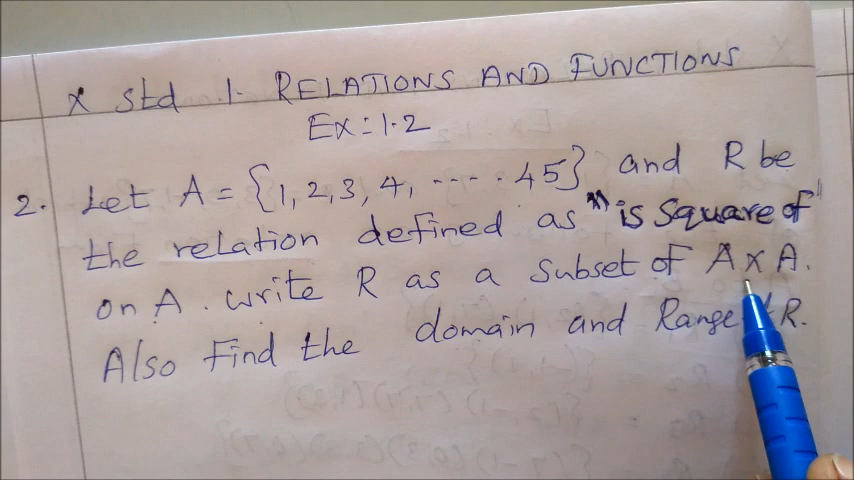 X Std 1. RELATIONS AND FUNCTIONS
Ex: 1.2
2. Let A = {1, 2, 3, 4, ..... 45} and R be
the relation defined as "is square of"
on A. write R as a subset of A x A.
Also Find the domain and Range R.